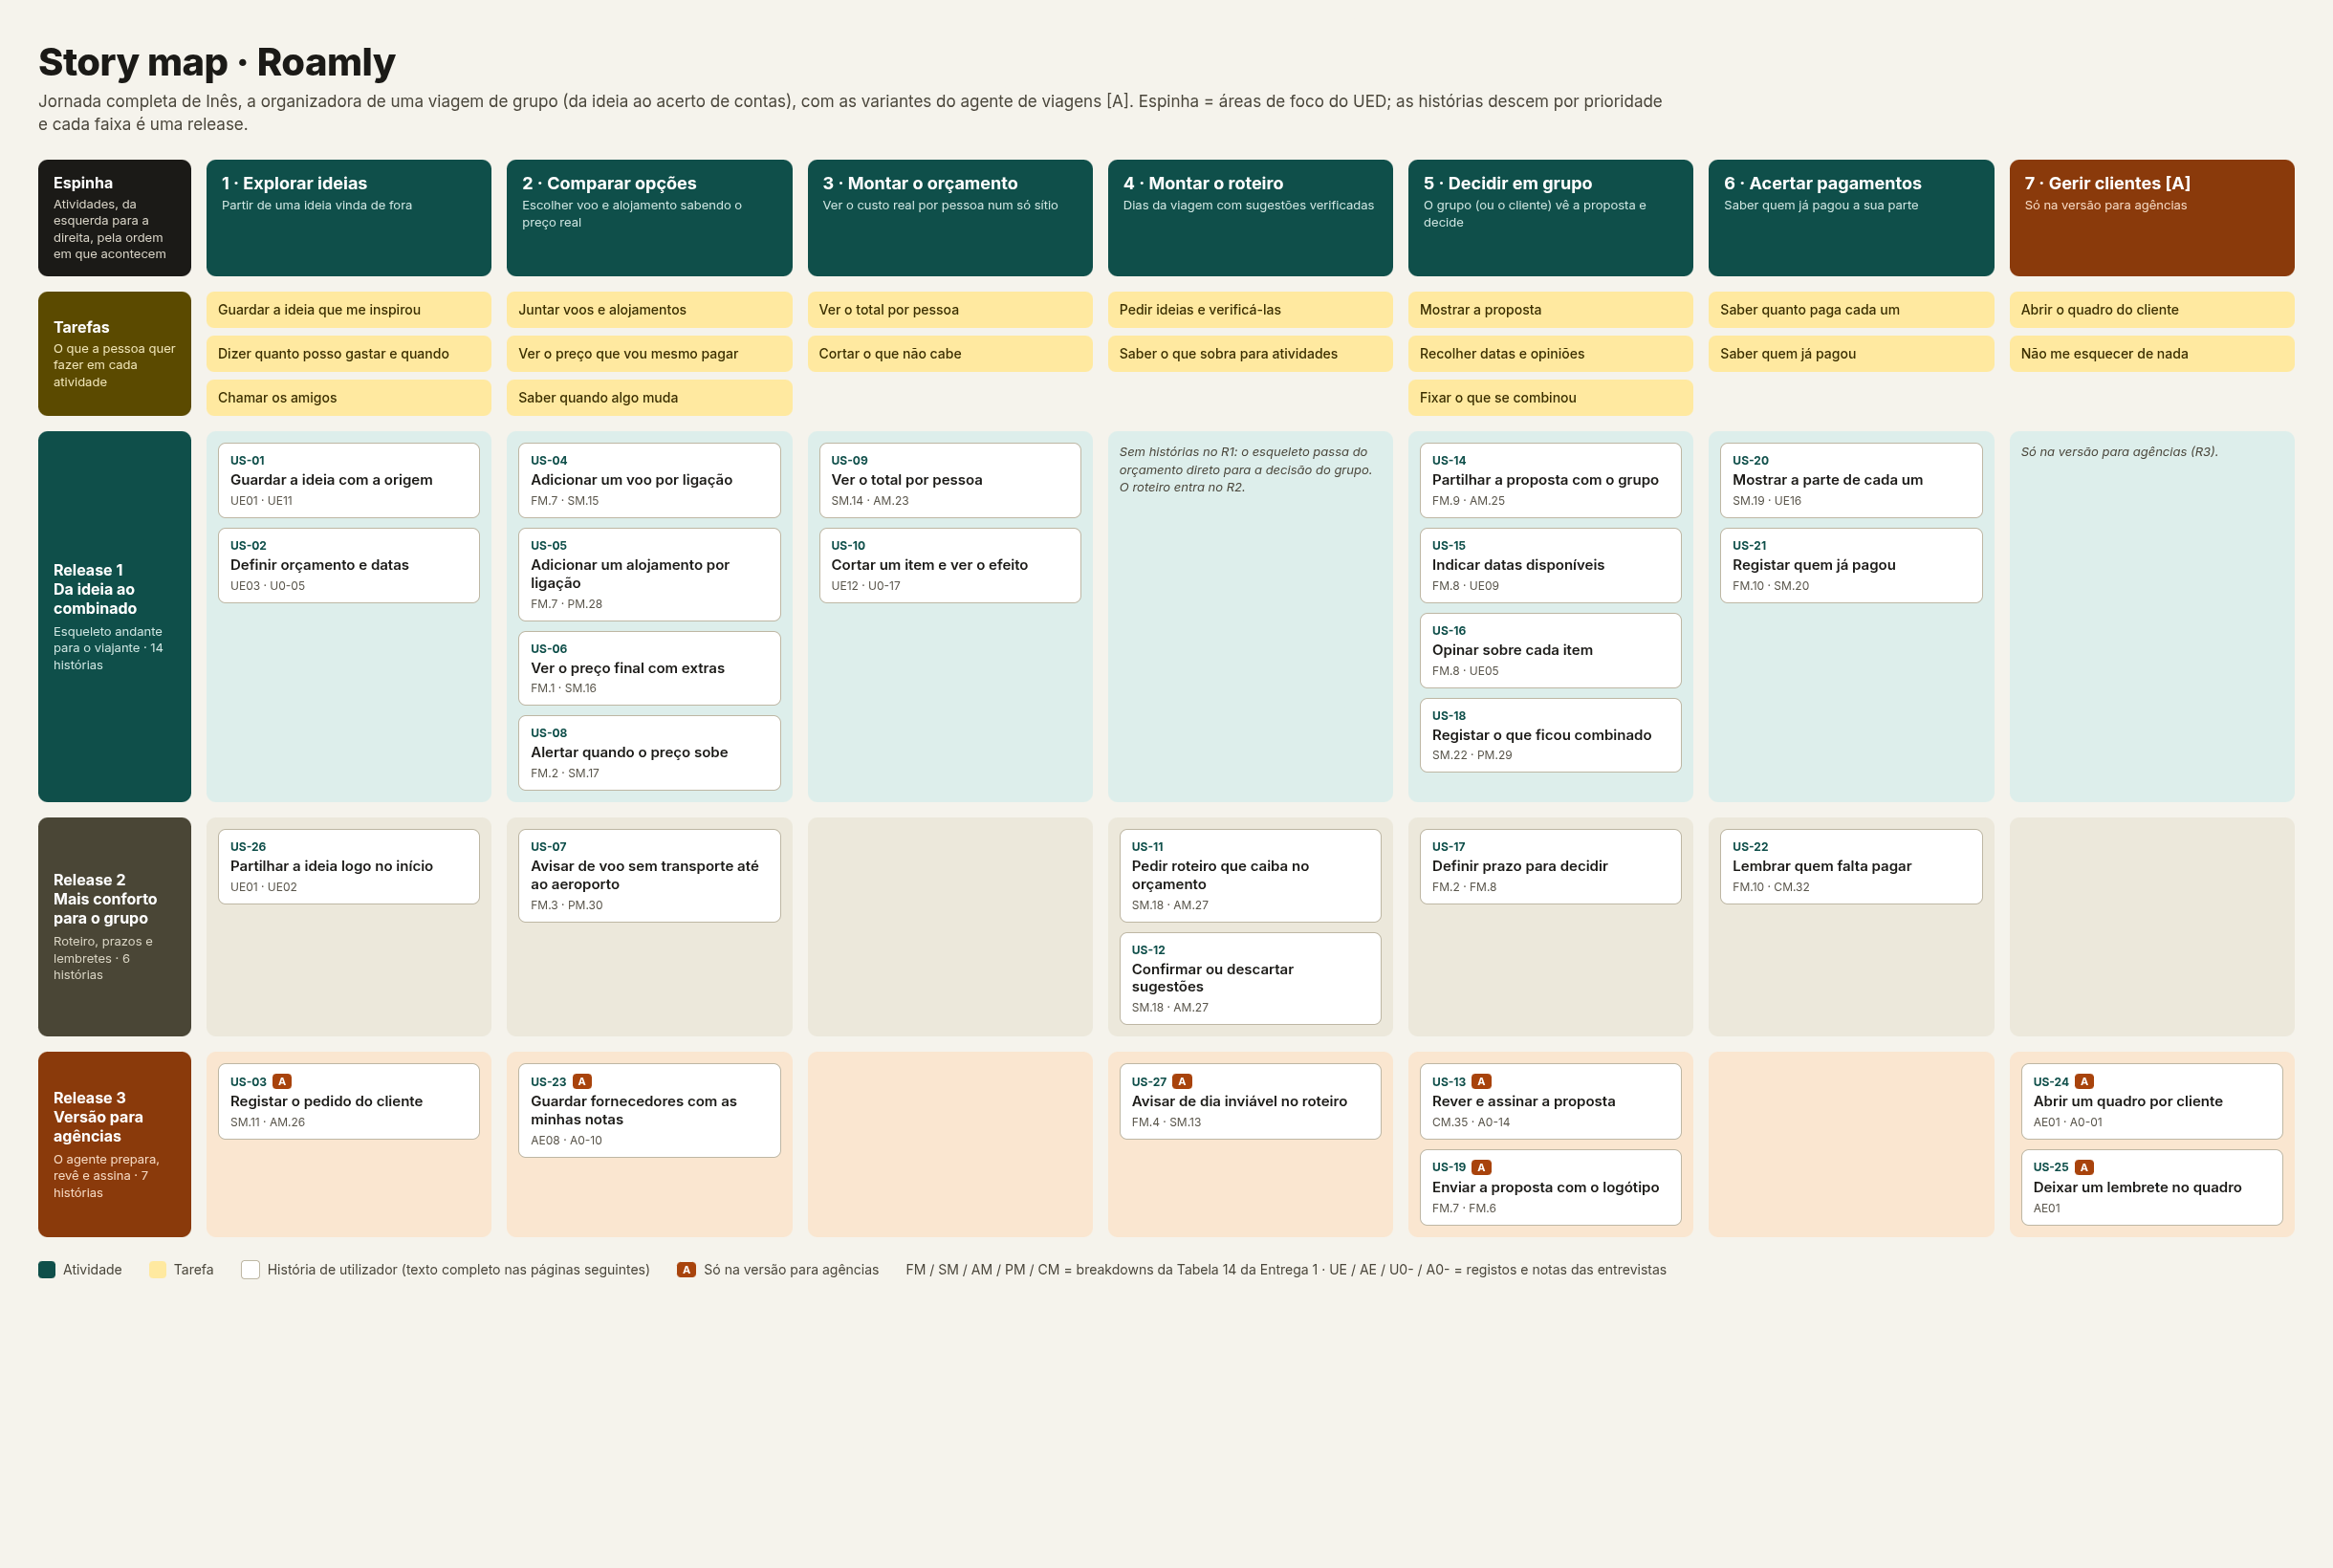 Story map · Roamly
Jornada completa de Inês, a organizadora de uma viagem de grupo (da ideia ao acerto de contas), com as variantes do agente de viagens [A]. Espinha = áreas de foco do UED; as histórias descem por prioridade
e cada faixa é uma release.
Espinha
Atividades, da
esquerda para a
direita, pela ordem
em que acontecem
1 · Explorar ideias
Partir de uma ideia vinda de fora
2 · Comparar opções
Escolher voo e alojamento sabendo o
preço real
3 · Montar o orçamento
Ver o custo real por pessoa num só sítio
4 · Montar o roteiro
Dias da viagem com sugestões verificadas
5 · Decidir em grupo
O grupo (ou o cliente) vê a proposta e
decide
6 · Acertar pagamentos
Saber quem já pagou a sua parte
7 · Gerir clientes [A]
Só na versão para agências
Tarefas
O que a pessoa quer
fazer em cada
atividade
Guardar a ideia que me inspirou
Dizer quanto posso gastar e quando
Chamar os amigos
Juntar voos e alojamentos
Ver o preço que vou mesmo pagar
Saber quando algo muda
Ver o total por pessoa
Cortar o que não cabe
Pedir ideias e verificá-las
Saber o que sobra para atividades
Mostrar a proposta
Recolher datas e opiniões
Fixar o que se combinou
Saber quanto paga cada um
Saber quem já pagou
Abrir o quadro do cliente
Não me esquecer de nada
Release 1
Da ideia ao
combinado
Esqueleto andante
para o viajante · 14
histórias
US-01
Guardar a ideia com a origem
UE01 · UE11
US-02
Definir orçamento e datas
UE03 · U0-05
US-04
Adicionar um voo por ligação
FM.7 · SM.15
US-05
Adicionar um alojamento por
ligação
FM.7 · PM.28
US-06
Ver o preço final com extras
FM.1 · SM.16
US-08
Alertar quando o preço sobe
FM.2 · SM.17
US-09
Ver o total por pessoa
SM.14 · AM.23
US-10
Cortar um item e ver o efeito
UE12 · U0-17
Sem histórias no R1: o esqueleto passa do
orçamento direto para a decisão do grupo.
O roteiro entra no R2.
US-14
Partilhar a proposta com o grupo
FM.9 · AM.25
US-15
Indicar datas disponíveis
FM.8 · UE09
US-16
Opinar sobre cada item
FM.8 · UE05
US-18
Registar o que ficou combinado
SM.22 · PM.29
US-20
Mostrar a parte de cada um
SM.19 · UE16
US-21
Registar quem já pagou
FM.10 · SM.20
Só na versão para agências (R3).
Release 2
Mais conforto
para o grupo
Roteiro, prazos e
lembretes · 6
histórias
US-26
Partilhar a ideia logo no início
UE01 · UE02
US-07
Avisar de voo sem transporte até
ao aeroporto
FM.3 · PM.30
US-11
Pedir roteiro que caiba no
orçamento
SM.18 · AM.27
US-12
Confirmar ou descartar
sugestões
SM.18 · AM.27
US-17
Definir prazo para decidir
FM.2 · FM.8
US-22
Lembrar quem falta pagar
FM.10 · CM.32
Release 3
Versão para
agências
O agente prepara,
revê e assina · 7
histórias
US-03 A
Registar o pedido do cliente
SM.11 · AM.26
US-23 A
Guardar fornecedores com as
minhas notas
AE08 · A0-10
US-27 A
Avisar de dia inviável no roteiro
FM.4 · SM.13
US-13 A
Rever e assinar a proposta
CM.35 · A0-14
US-19 A
Enviar a proposta com o logótipo
FM.7 · FM.6
US-24 A
Abrir um quadro por cliente
AE01 · A0-01
US-25 A
Deixar um lembrete no quadro
AE01
Atividade
Tarefa
História de utilizador (texto completo nas páginas seguintes)
A Só na versão para agências
FM / SM / AM / PM / CM = breakdowns da Tabela 14 da Entrega 1 · UE / AE / U0- / A0- = registos e notas das entrevistas